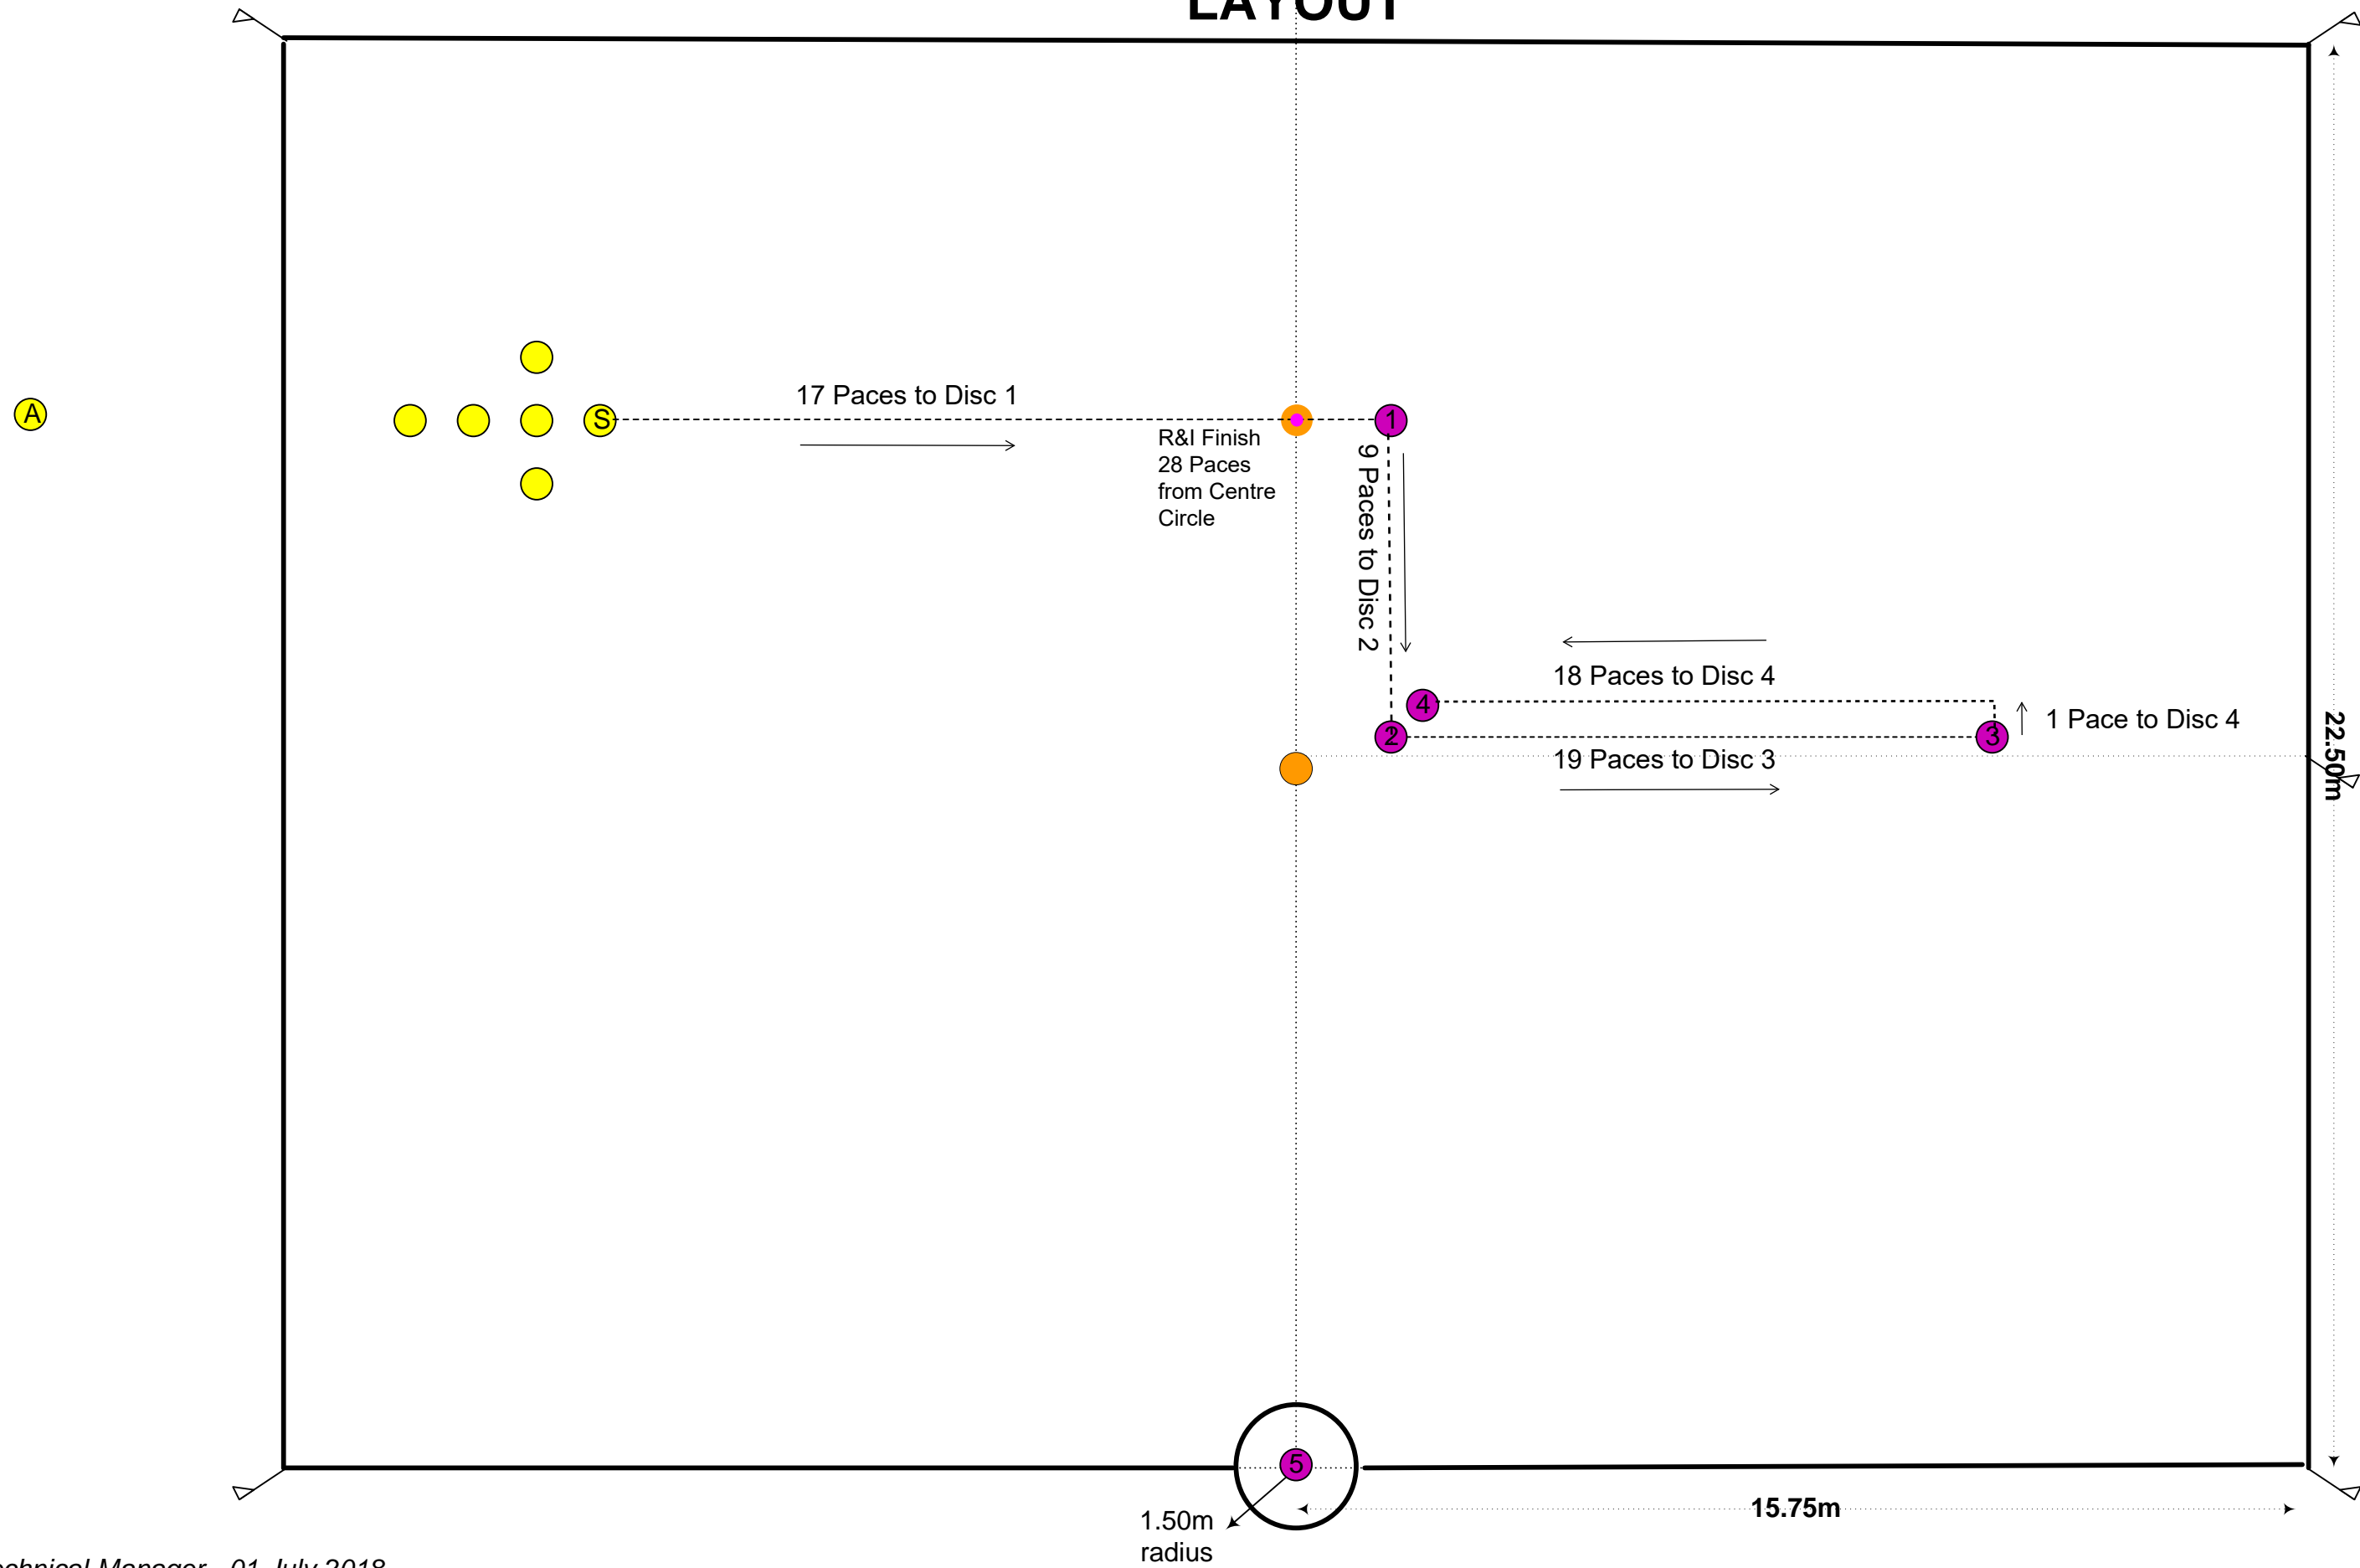 LAYOUT
A
S
17 Paces to Disc 1
1
R&I Finish
28 Paces
from Centre
Circle
9 Paces to Disc 2
18 Paces to Disc 4
4
1 Pace to Disc 4
2
3
19 Paces to Disc 3
22.50m
5
15.75m
1.50m
radius
Manager - 01 July 2018